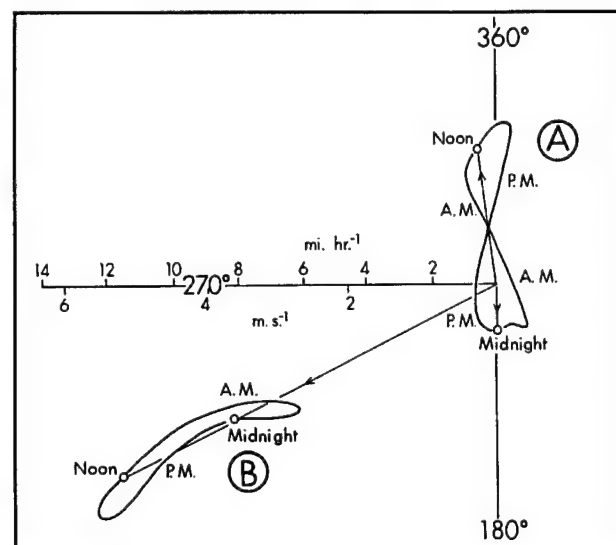 360°
Noon
A
P.M.
A.M.
mi. hr.⁻¹
A.M.
14 12 10 8 6 4 2
270°
6 4 2
m. s.⁻¹
P.M.
Midnight
A.M.
Midnight
Noon
P.M.
B
180°